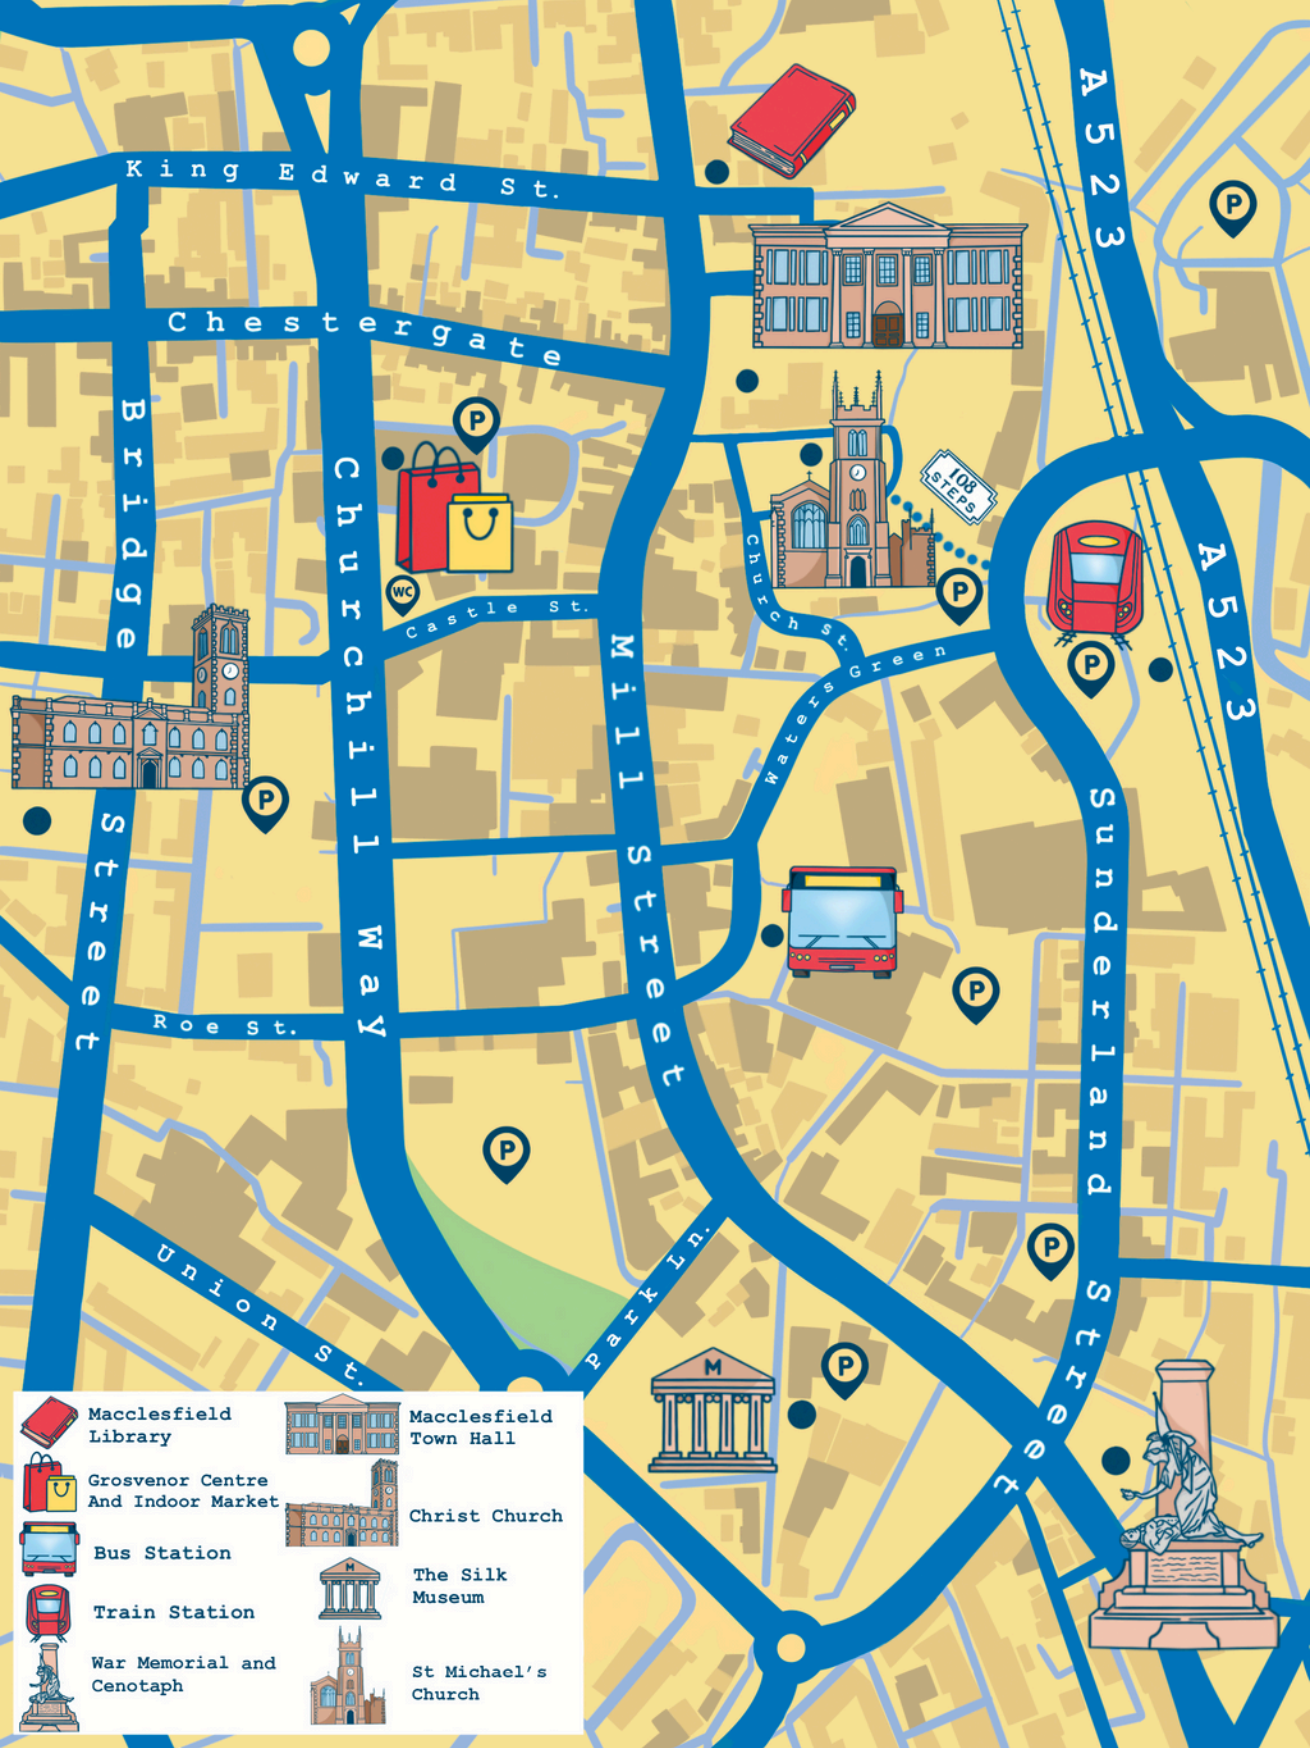 A523
King Edward St.
P
Chestergate
P
Bridge
Street
Churchill Way
108
STEPS
A523
WC
Castle St.
Church St.
P
P
Mill Street
Waters Green
P
Sunderland Street
P
Roe St.
P
Union St.
Park Ln.
P
M
P
Macclesfield
Library
Grosvenor Centre
And Indoor Market
Bus Station
Train Station
War Memorial and
Cenotaph
Macclesfield
Town Hall
Christ Church
M
The Silk
Museum
St Michael's
Church